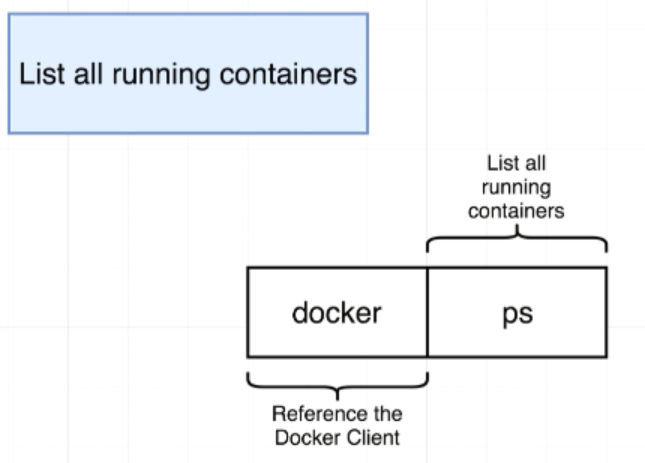 List all running containers
List all
running
containers
docker
ps
Reference the
Docker Client